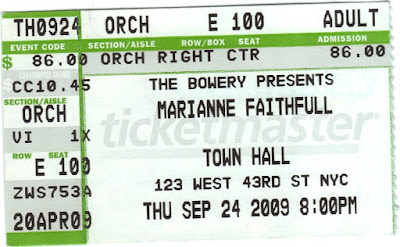 TH0924 ORCH E 100 ADULT
EVENT CODE SECTION/AISLE ROW/BOX SEAT ADMISSION
$ 86.00 ORCH RIGHT CTR 86.00
CC10.45
SECTION/AISLE
ORCH
VI 1X
ROW SEAT
E 100
ZWS753A
20APR09
THE BOWERY PRESENTS
MARIANNE FAITHFULL
ticketmaster®
TOWN HALL
123 WEST 43RD ST NYC
THU SEP 24 2009 8:00PM